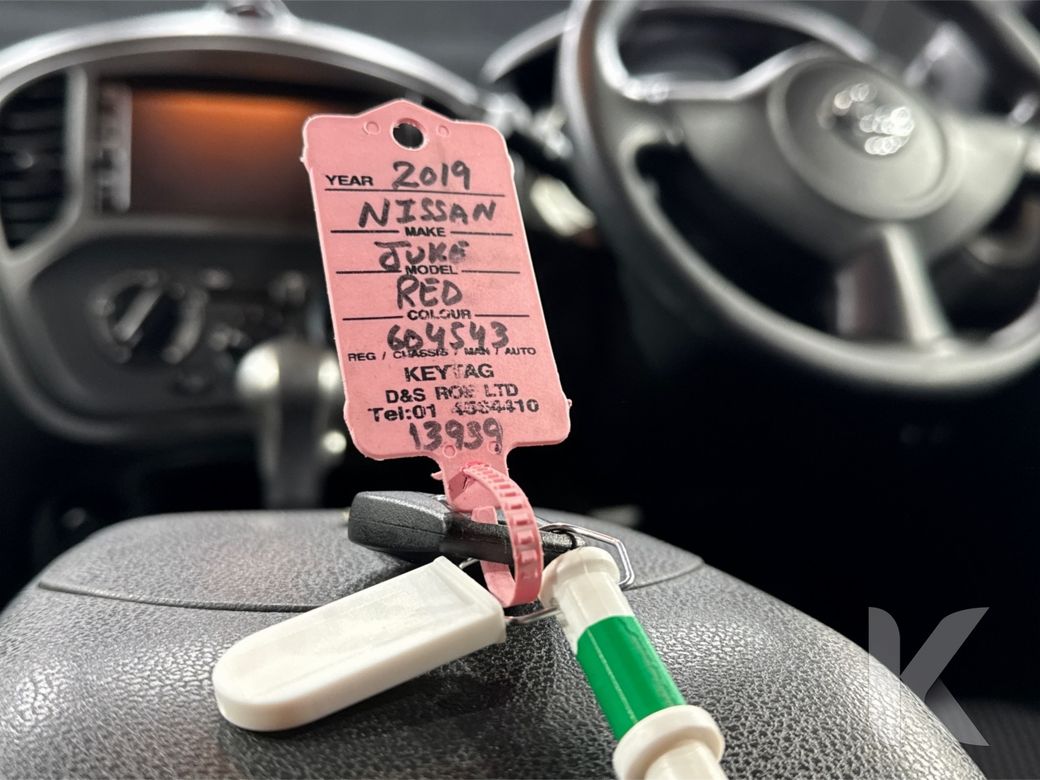 YEAR 2019
NISSAN
MAKE
JUKE
MODEL
RED
COLOUR
604543
REG / CHASSIS / MAN / AUTO
KEYTAG
D&S ROE LTD
Tel:01
13939
K